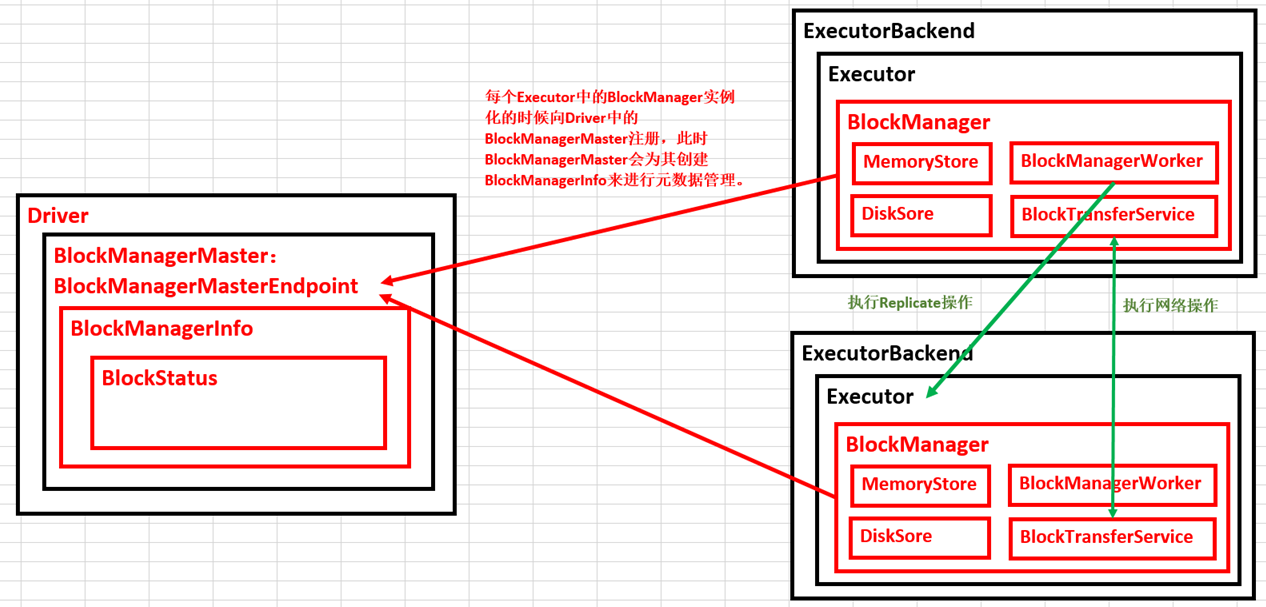 ExecutorBackend
Executor
BlockManager
MemoryStore
BlockManagerWorker
DiskSore
BlockTransferService
每个Executor中的BlockManager实例
化的时候向Driver中的
BlockManagerMaster注册，此时
BlockManagerMaster会为其创建
BlockManagerInfo来进行元数据管理。
Driver
BlockManagerMaster：
BlockManagerMasterEndpoint
BlockManagerInfo
BlockStatus
执行Replicate操作
执行网络操作
ExecutorBackend
Executor
BlockManager
MemoryStore
BlockManagerWorker
DiskSore
BlockTransferService